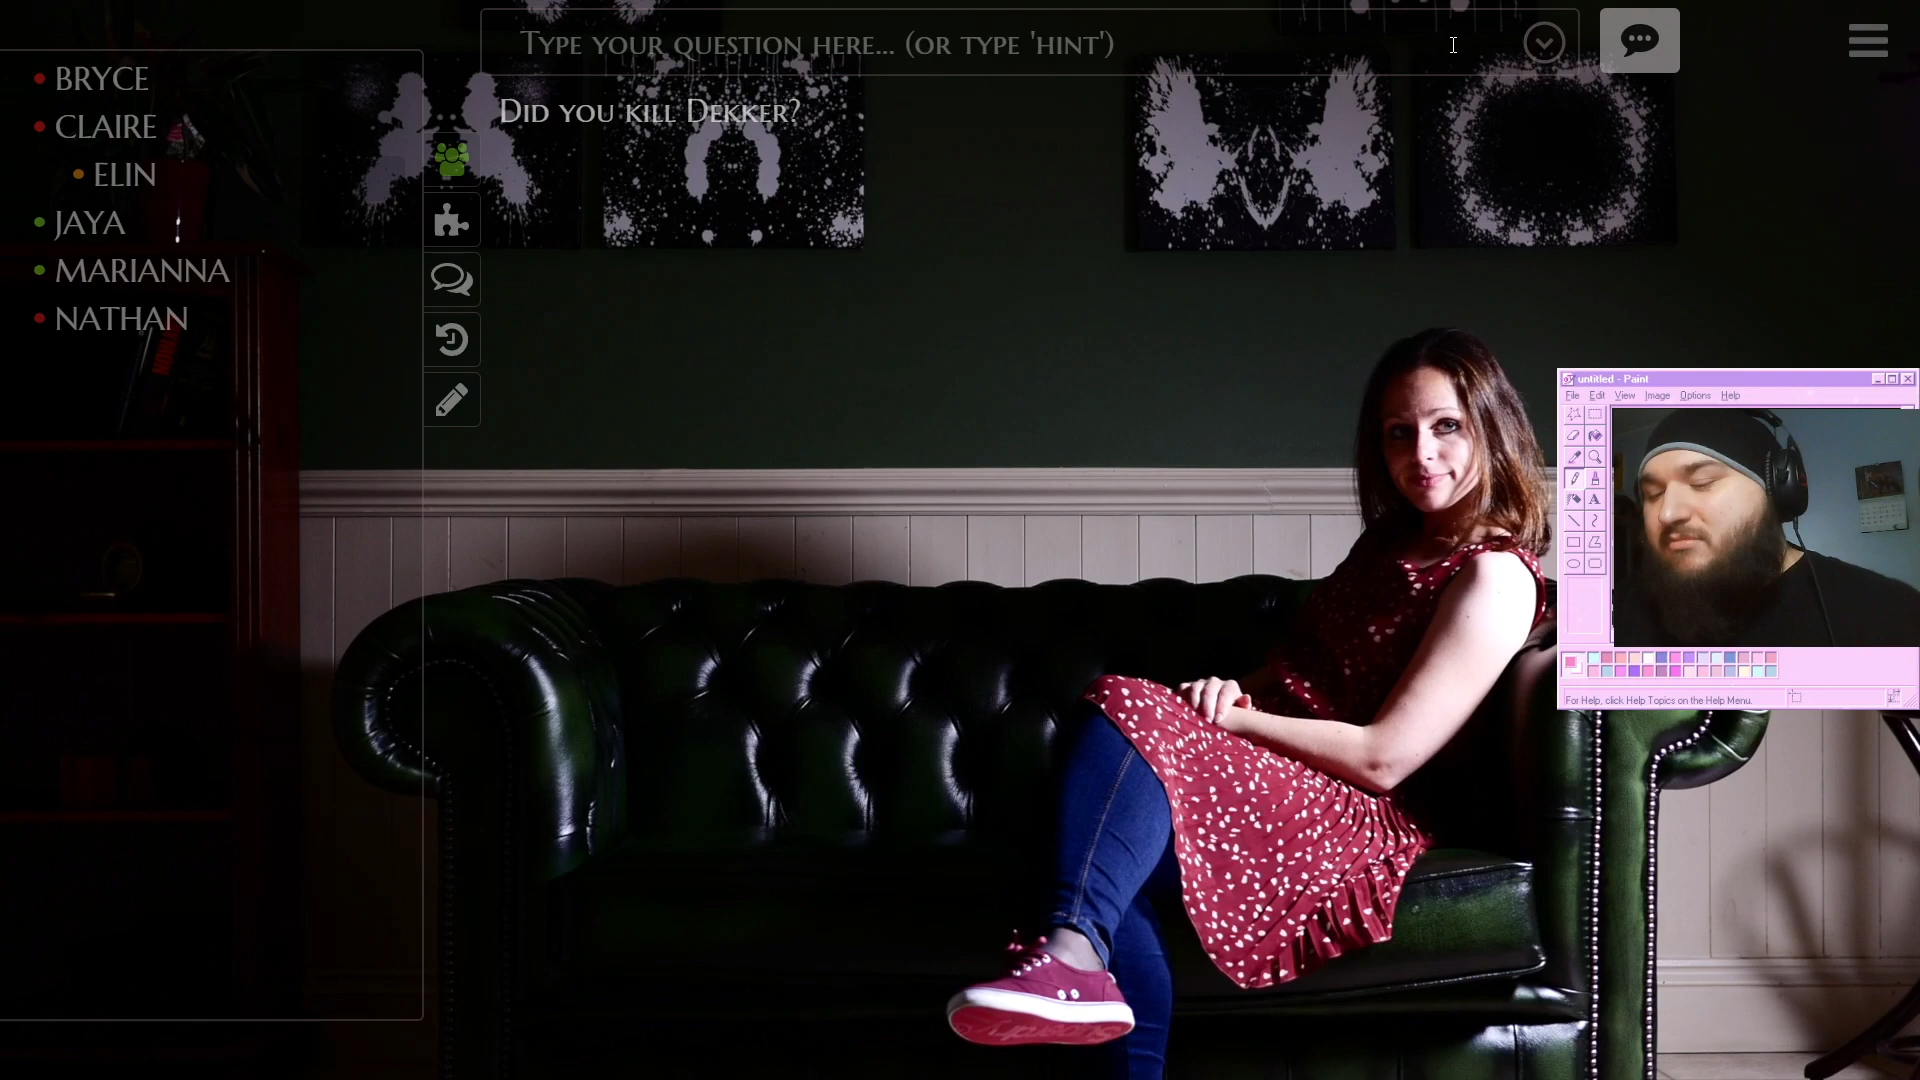 Type your question here... (or type 'hint')
Did you kill Dekker?
BRYCE
CLAIRE
ELIN
JAYA
MARIANNA
NATHAN
untitled - Paint
File Edit View Image Options Help
A
For Help, click Help Topics on the Help Menu.